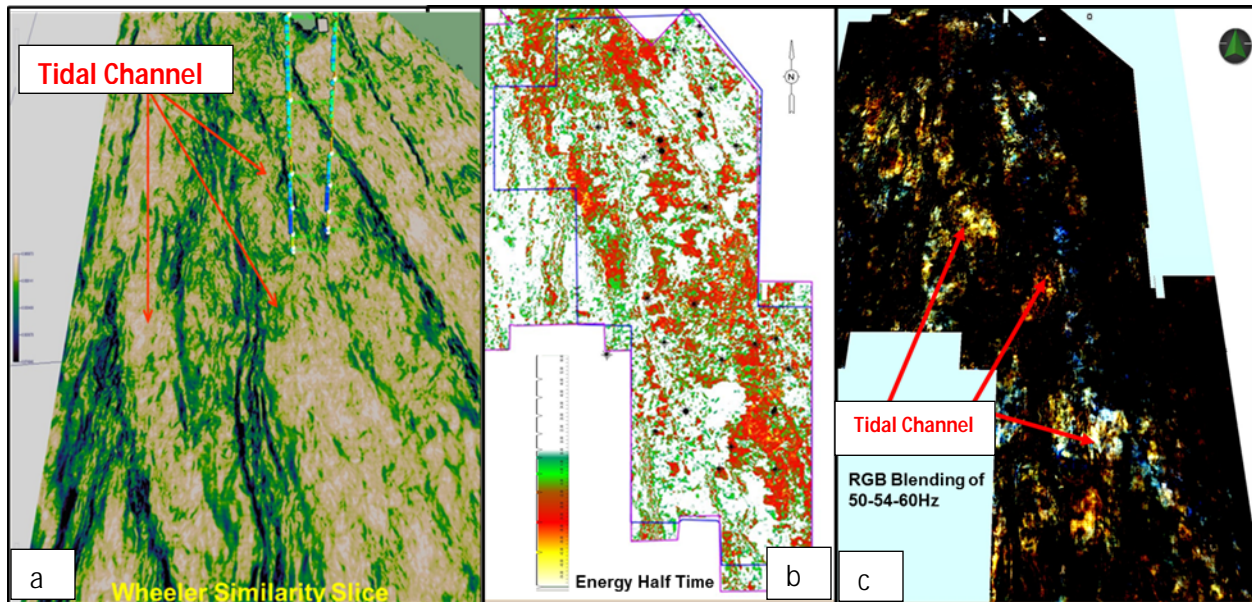 Tidal Channel
Wheeler Similarity Slice
a
N
Energy Half Time
b
Tidal Channel
RGB Blending of
50-54-60Hz
c